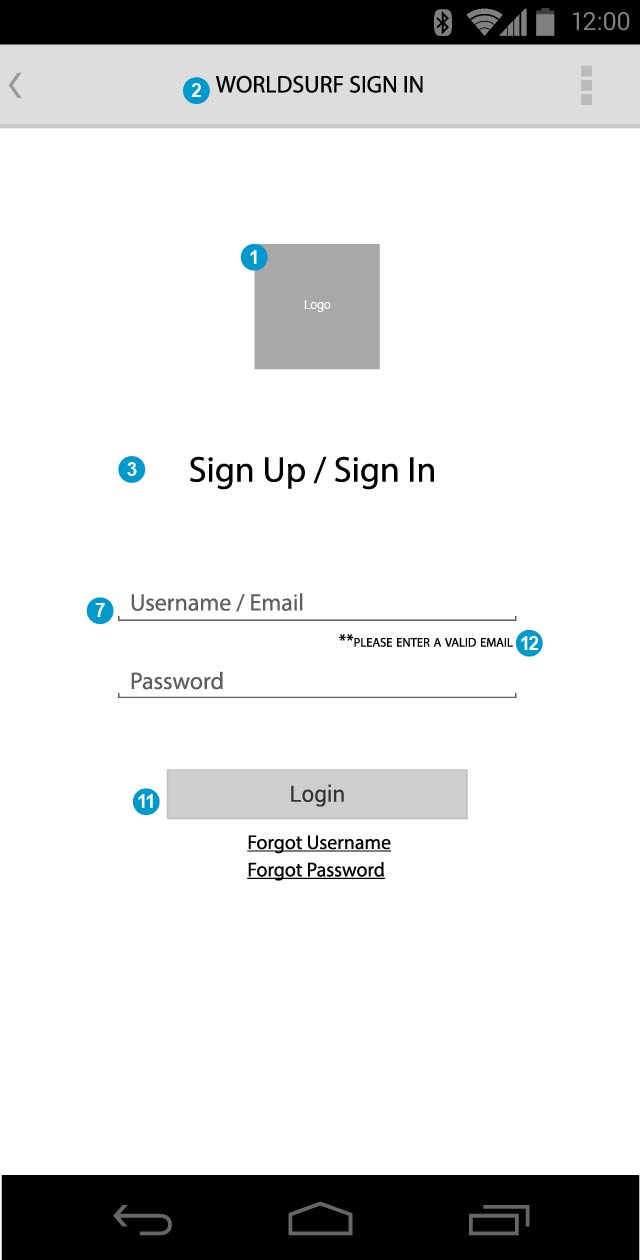 12:00
2 WORLDSURF SIGN IN
1
Logo
3 Sign Up / Sign In
7 Username / Email
**PLEASE ENTER A VALID EMAIL 12
Password
11 Login
Forgot Username
Forgot Password